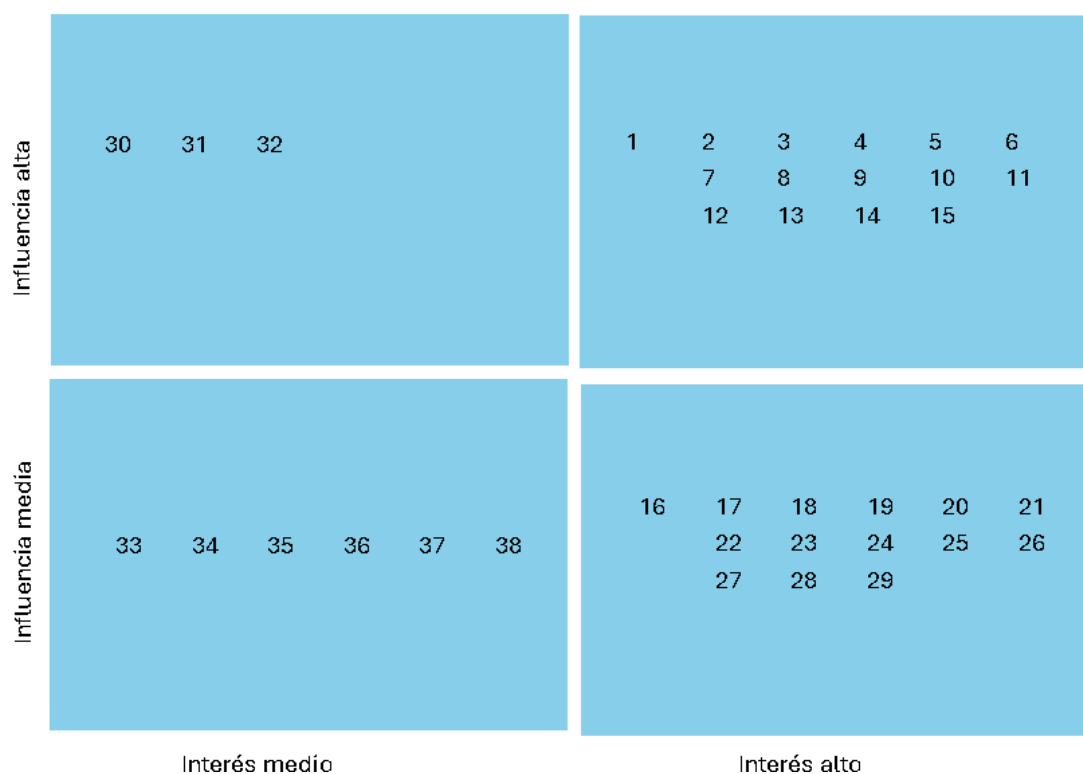 Influencia alta
30 31 32
1 2 3 4 5 6
7 8 9 10 11
12 13 14 15
Influencia media
33 34 35 36 37 38
16 17 18 19 20 21
22 23 24 25 26
27 28 29
Interés medio
Interés alto